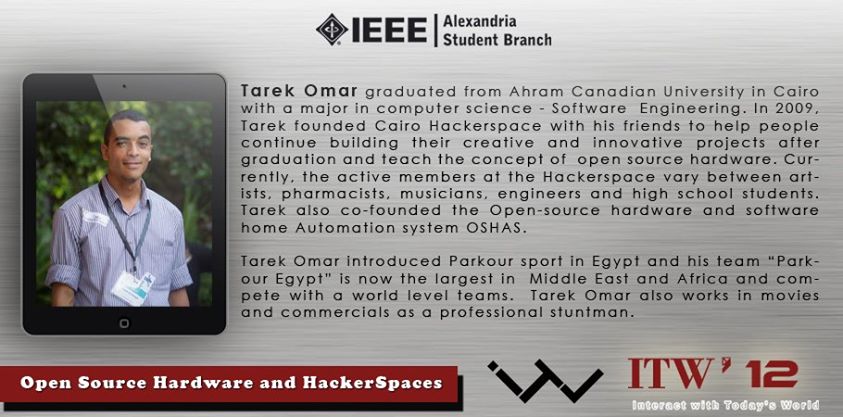 IEEE
Alexandria
Student Branch
Tarek Omar graduated from Ahram Canadian University in Cairo
with a major in computer science - Software Engineering. In 2009,
Tarek founded Cairo Hackerspace with his friends to help people
continue building their creative and innovative projects after
graduation and teach the concept of open source hardware. Cur-
rently, the active members at the Hackerspace vary between art-
ists, pharmacists, musicians, engineers and high school students.
Tarek also co-founded the Open-source hardware and software
home Automation system OSHAS.
Tarek Omar introduced Parkour sport in Egypt and his team “Park-
our Egypt” is now the largest in Middle East and Africa and com-
pete with a world level teams. Tarek Omar also works in movies
and commercials as a professional stuntman.
Open Source Hardware and HackerSpaces
ITW' 12
Interact with Today's World